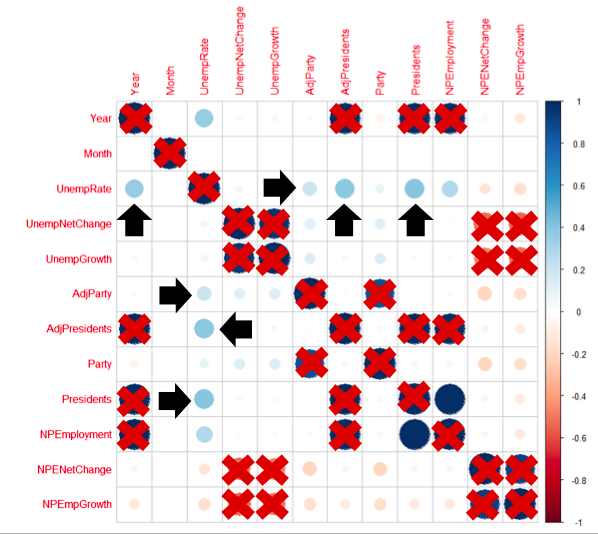 Year
Month
UnempRate
UnempNetChange
UnempGrowth
AdjParty
AdjPresidents
Party
Presidents
NPEmployment
NPENetChange
NPEmpGrowth
Year
Month
UnempRate
UnempNetChange
UnempGrowth
AdjParty
AdjPresidents
Party
Presidents
NPEmployment
NPENetChange
NPEmpGrowth
1
0.8
0.6
0.4
0.2
0
-0.2
-0.4
-0.6
-0.8
-1